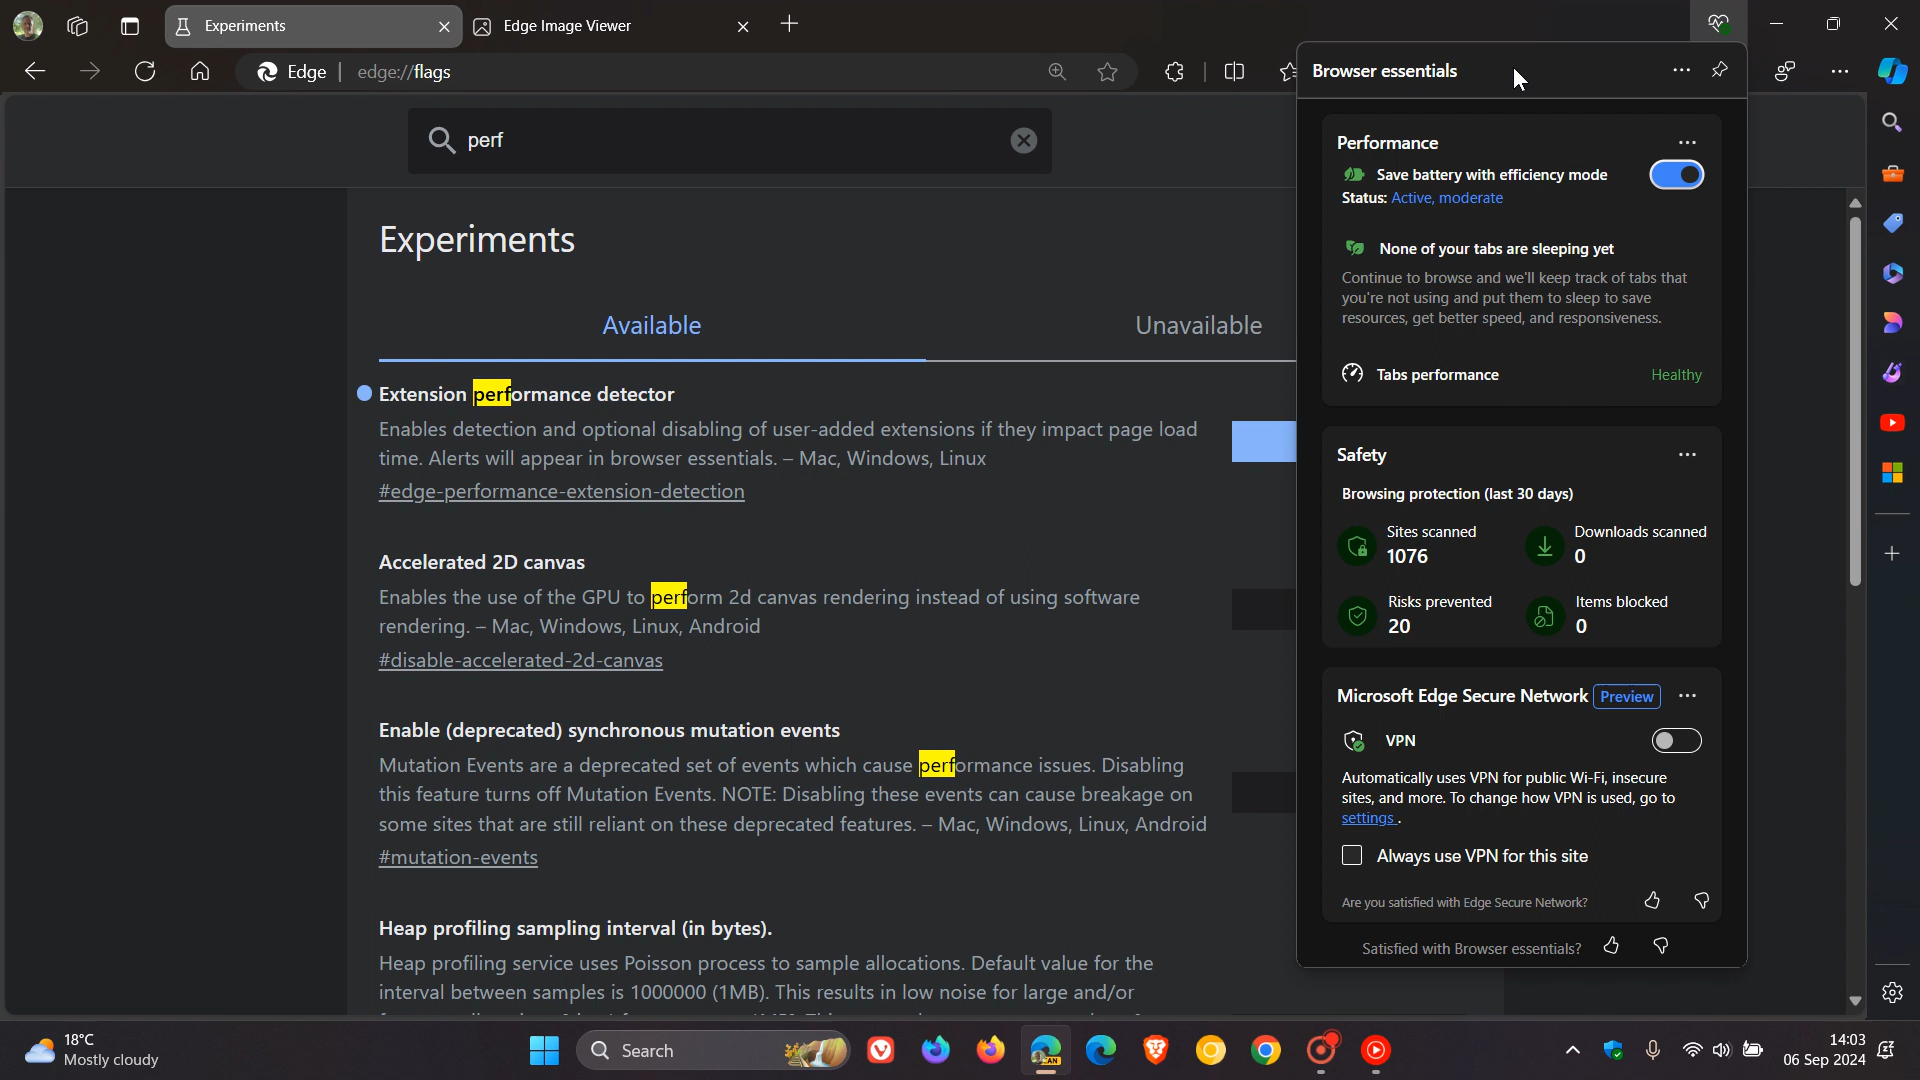 Experiments
Edge Image Viewer
Edge
edge://flags
perf
Experiments
Available
Unavailable
Extension performance detector
Enables detection and optional disabling of user-added extensions if they impact page load
time. Alerts will appear in browser essentials. – Mac, Windows, Linux
#edge-performance-extension-detection
Accelerated 2D canvas
Enables the use of the GPU to perform 2d canvas rendering instead of using software
rendering. – Mac, Windows, Linux, Android
#disable-accelerated-2d-canvas
Enable (deprecated) synchronous mutation events
Mutation Events are a deprecated set of events which cause performance issues. Disabling
this feature turns off Mutation Events. NOTE: Disabling these events can cause breakage on
some sites that are still reliant on these deprecated features. – Mac, Windows, Linux, Android
#mutation-events
Heap profiling sampling interval (in bytes).
Heap profiling service uses Poisson process to sample allocations. Default value for the
interval between samples is 1000000 (1MB). This results in low noise for large and/or
Browser essentials
Performance
Save battery with efficiency mode
Status: Active, moderate
None of your tabs are sleeping yet
Continue to browse and we'll keep track of tabs that
you're not using and put them to sleep to save
resources, get better speed, and responsiveness.
Tabs performance
Healthy
Safety
Browsing protection (last 30 days)
Sites scanned
1076
Downloads scanned
0
Risks prevented
20
Items blocked
0
Microsoft Edge Secure Network Preview
VPN
Automatically uses VPN for public Wi-Fi, insecure
sites, and more. To change how VPN is used, go to
settings .
Always use VPN for this site
Are you satisfied with Edge Secure Network?
Satisfied with Browser essentials?
18°C
Mostly cloudy
Search
CAN
14:03
06 Sep 2024